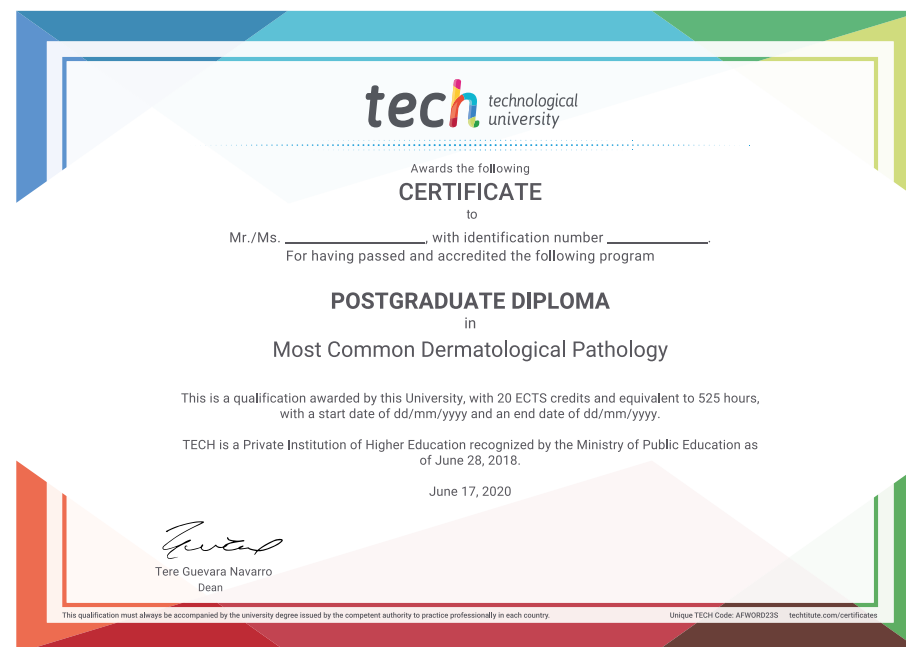 tech technological
university
Awards the following
CERTIFICATE
to
Mr./Ms. ____________, with identification number _________.
For having passed and accredited the following program
POSTGRADUATE DIPLOMA
in
Most Common Dermatological Pathology
This is a qualification awarded by this University, with 20 ECTS credits and equivalent to 525 hours,
with a start date of dd/mm/yyyy and an end date of dd/mm/yyyy.
TECH is a Private Institution of Higher Education recognized by the Ministry of Public Education as
of June 28, 2018.
June 17, 2020
Tere Guevara Navarro
Dean
This qualification must always be accompanied by the university degree issued by the competent authority to practice professionally in each country. Unique TECH Code: AFWORD23S techtitute.com/certificates